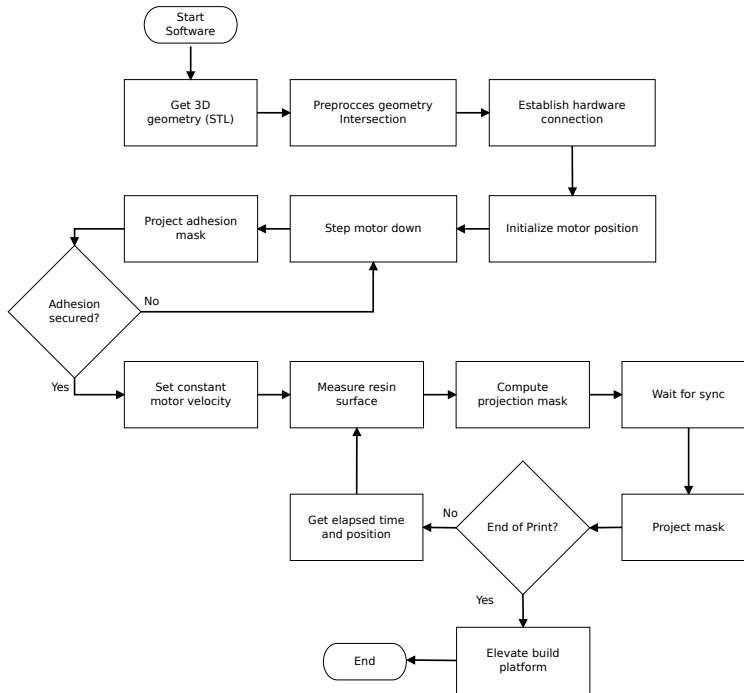 Start
Software
Get 3D
geometry (STL)
Preprocces geometry
Intersection
Establish hardware
connection
Project adhesion
mask
Step motor down
Initialize motor position
Adhesion
secured?
No
Yes
Set constant
motor velocity
Measure resin
surface
Compute
projection mask
Wait for sync
Get elapsed time
and position
No
End of Print?
Project mask
Yes
End
Elevate build
platform